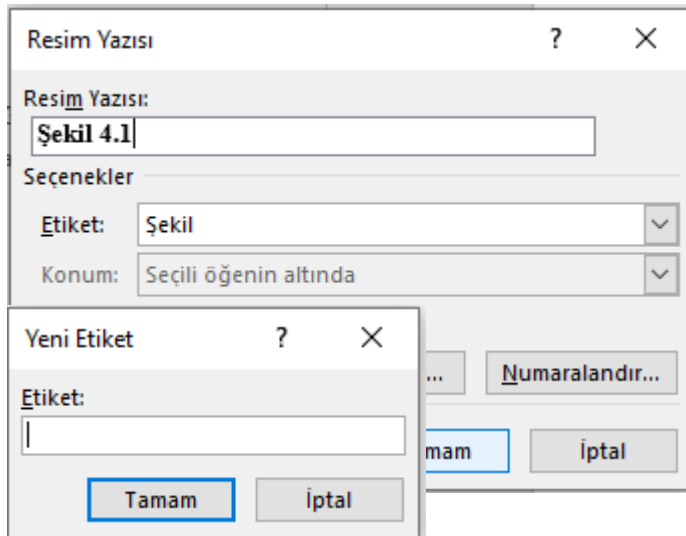 Resim Yazısı ?
Resim Yazısı:
Şekil 4.1
Seçenekler
Etiket: Şekil
Konum: Seçili öğenin altında
... Numaralandır...
mam İptal
Yeni Etiket ?
Etiket:
Tamam İptal